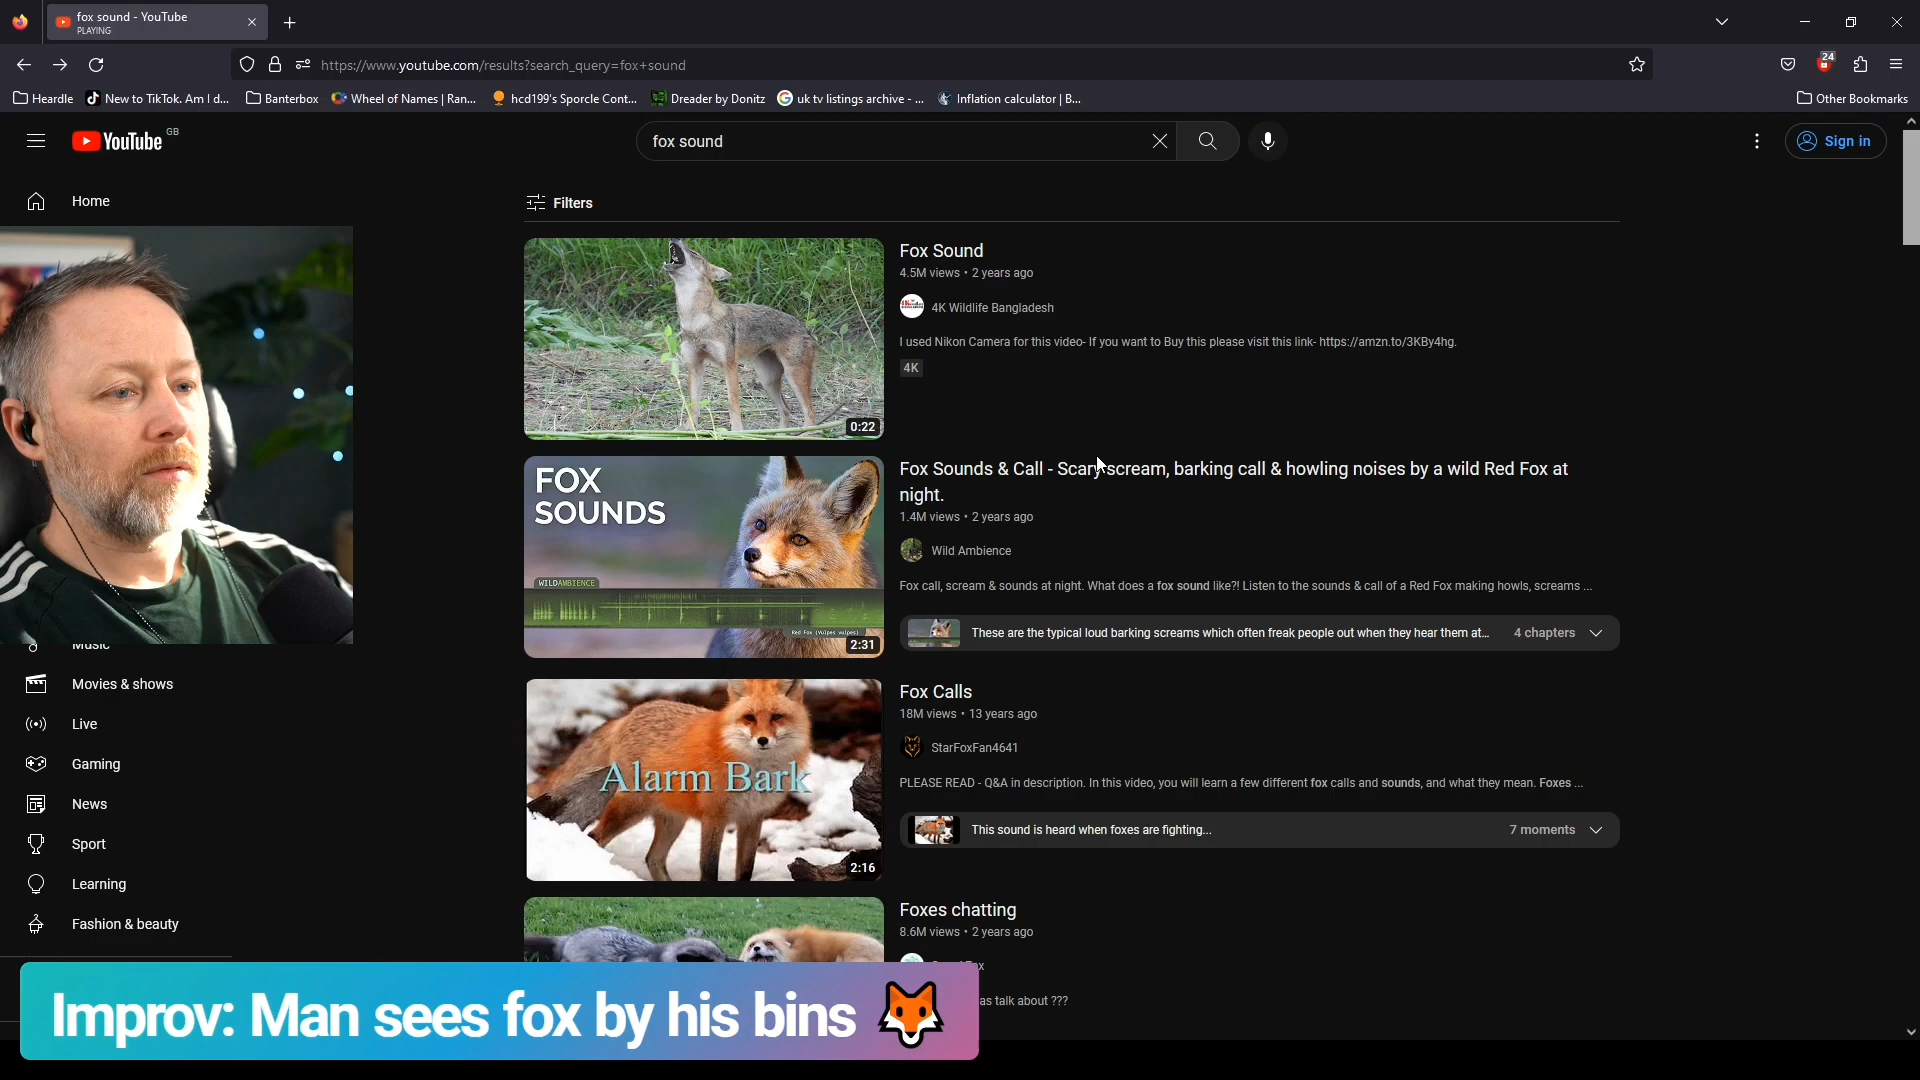 fox sound - YouTube
PLAYING
https://www.youtube.com/results?search_query=fox+sound
24
Heardle
New to TikTok. Am I d...
Banterbox
Wheel of Names | Ran...
hcd199's Sporcle Cont...
Dreader by Donitz
uk tv listings archive - ...
Inflation calculator | B...
Other Bookmarks
YouTube GB
fox sound
Sign in
Home
Music
Movies & shows
Live
Gaming
News
Sport
Learning
Fashion & beauty
Filters
0:22
Fox Sound
4.5M views • 2 years ago
4K Wildlife Bangladesh
I used Nikon Camera for this video- If you want to Buy this please visit this link- https://amzn.to/3KBy4hg.
4K
FOX
SOUNDS
WILDAMBIENCE
Red Fox (Vulpes vulpes)
2:31
Fox Sounds & Call - Scary scream, barking call & howling noises by a wild Red Fox at
night.
1.4M views • 2 years ago
Wild Ambience
Fox call, scream & sounds at night. What does a fox sound like?! Listen to the sounds & call of a Red Fox making howls, screams ...
These are the typical loud barking screams which often freak people out when they hear them at...
4 chapters
Alarm Bark
2:16
Fox Calls
18M views • 13 years ago
StarFoxFan4641
PLEASE READ - Q&A in description. In this video, you will learn a few different fox calls and sounds, and what they mean. Foxes ...
This sound is heard when foxes are fighting...
7 moments
Foxes chatting
8.6M views • 2 years ago
as talk about ???
Improv: Man sees fox by his bins